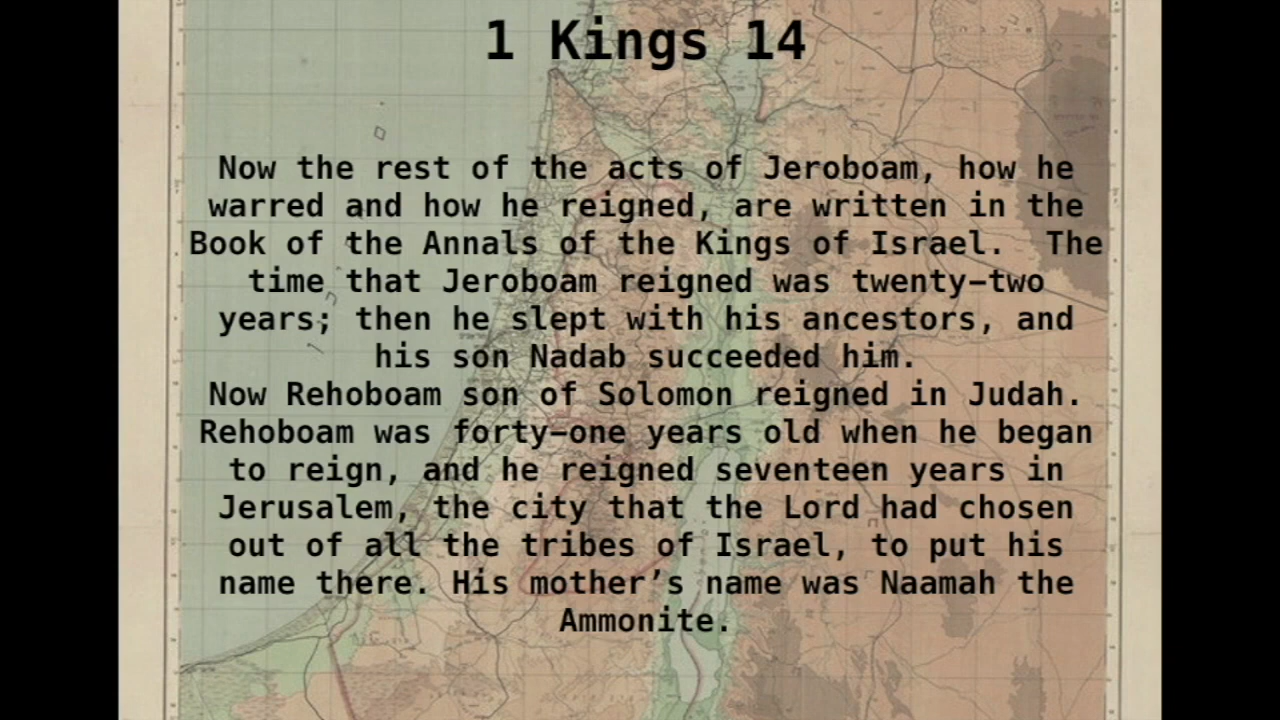 1 Kings 14
Now the rest of the acts of Jeroboam, how he
warred and how he reigned, are written in the
Book of the Annals of the Kings of Israel.  The
time that Jeroboam reigned was twenty-two
years; then he slept with his ancestors, and
his son Nadab succeeded him.
Now Rehoboam son of Solomon reigned in Judah.
Rehoboam was forty-one years old when he began
to reign, and he reigned seventeen years in
Jerusalem, the city that the Lord had chosen
out of all the tribes of Israel, to put his
name there. His mother’s name was Naamah the
Ammonite.